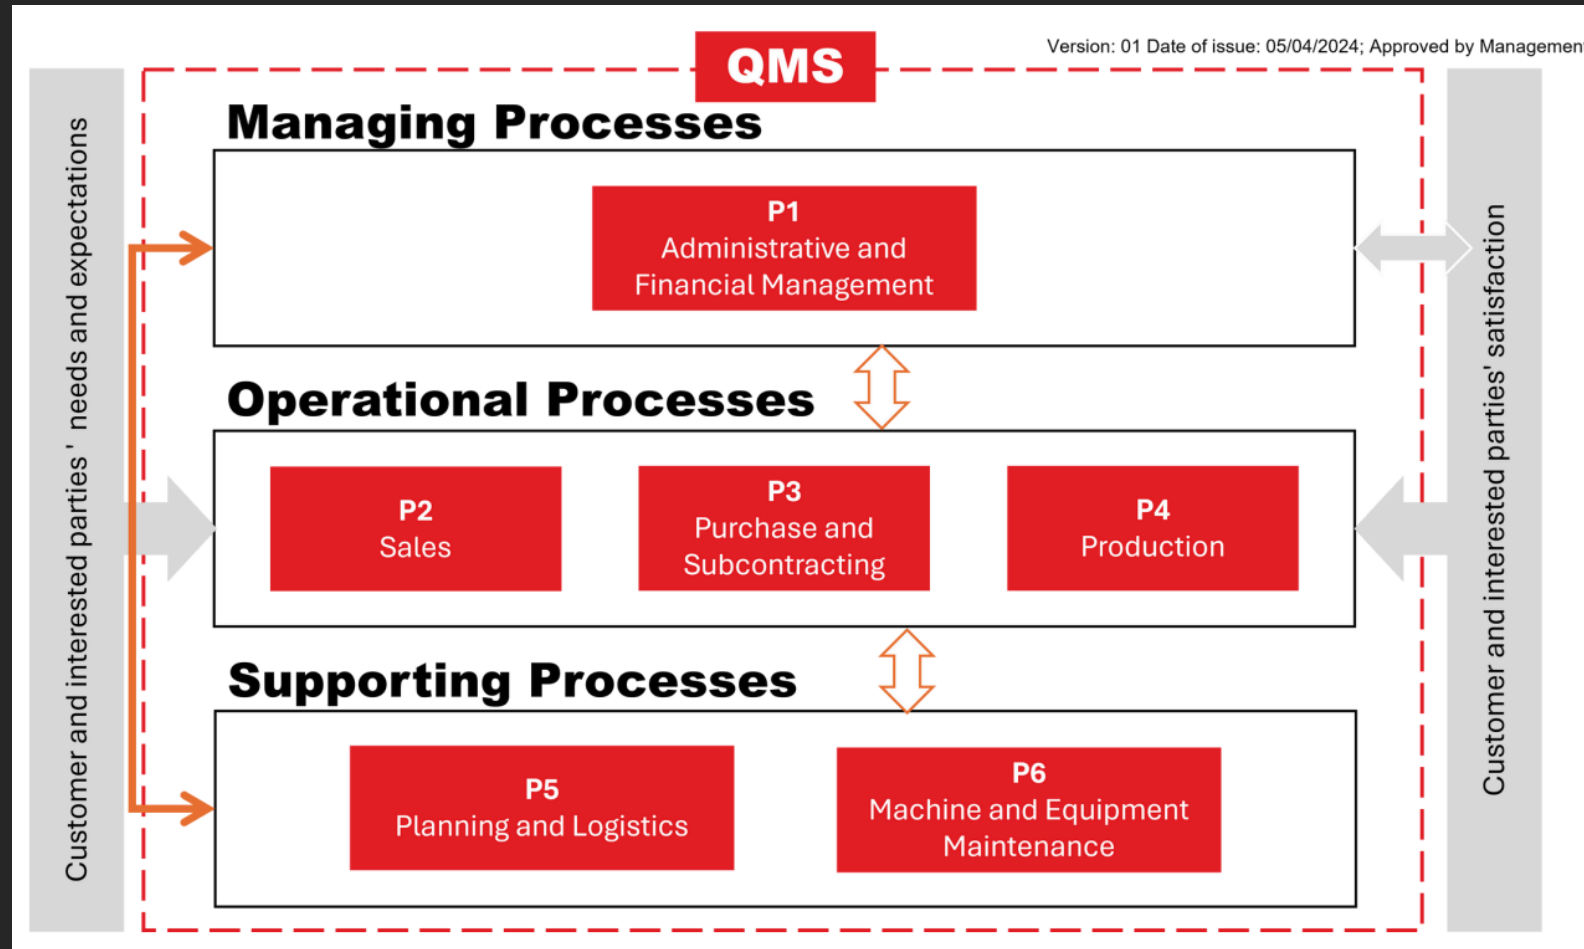 QMS
Version: 01 Date of issue: 05/04/2024; Approved by Management
Customer and interested parties ' needs and expectations
Managing Processes
P1
Administrative and
Financial Management
Operational Processes
P2
Sales
P3
Purchase and
Subcontracting
P4
Production
Supporting Processes
P5
Planning and Logistics
P6
Machine and Equipment
Maintenance
Customer and interested parties' satisfaction